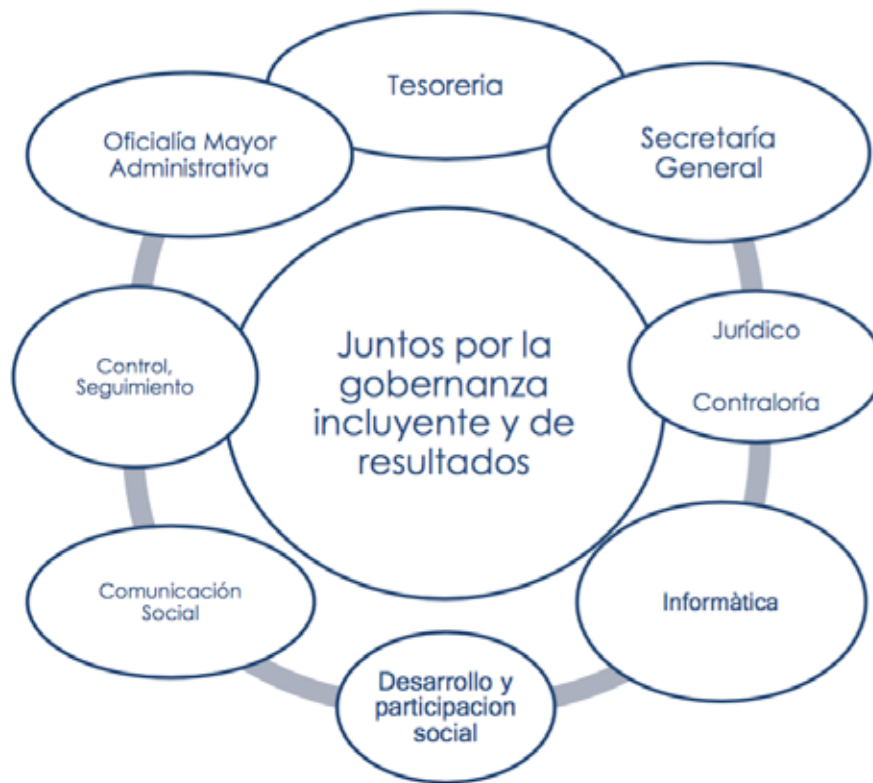 Tesoreria
Oficialía Mayor
Administrativa
Secretaría
General
Juntos por la
gobernanza
incluyente y de
resultados
Jurídico
Contraloría
Control,
Seguimiento
Comunicación
Social
Informàtica
Desarrollo y
participacion
social